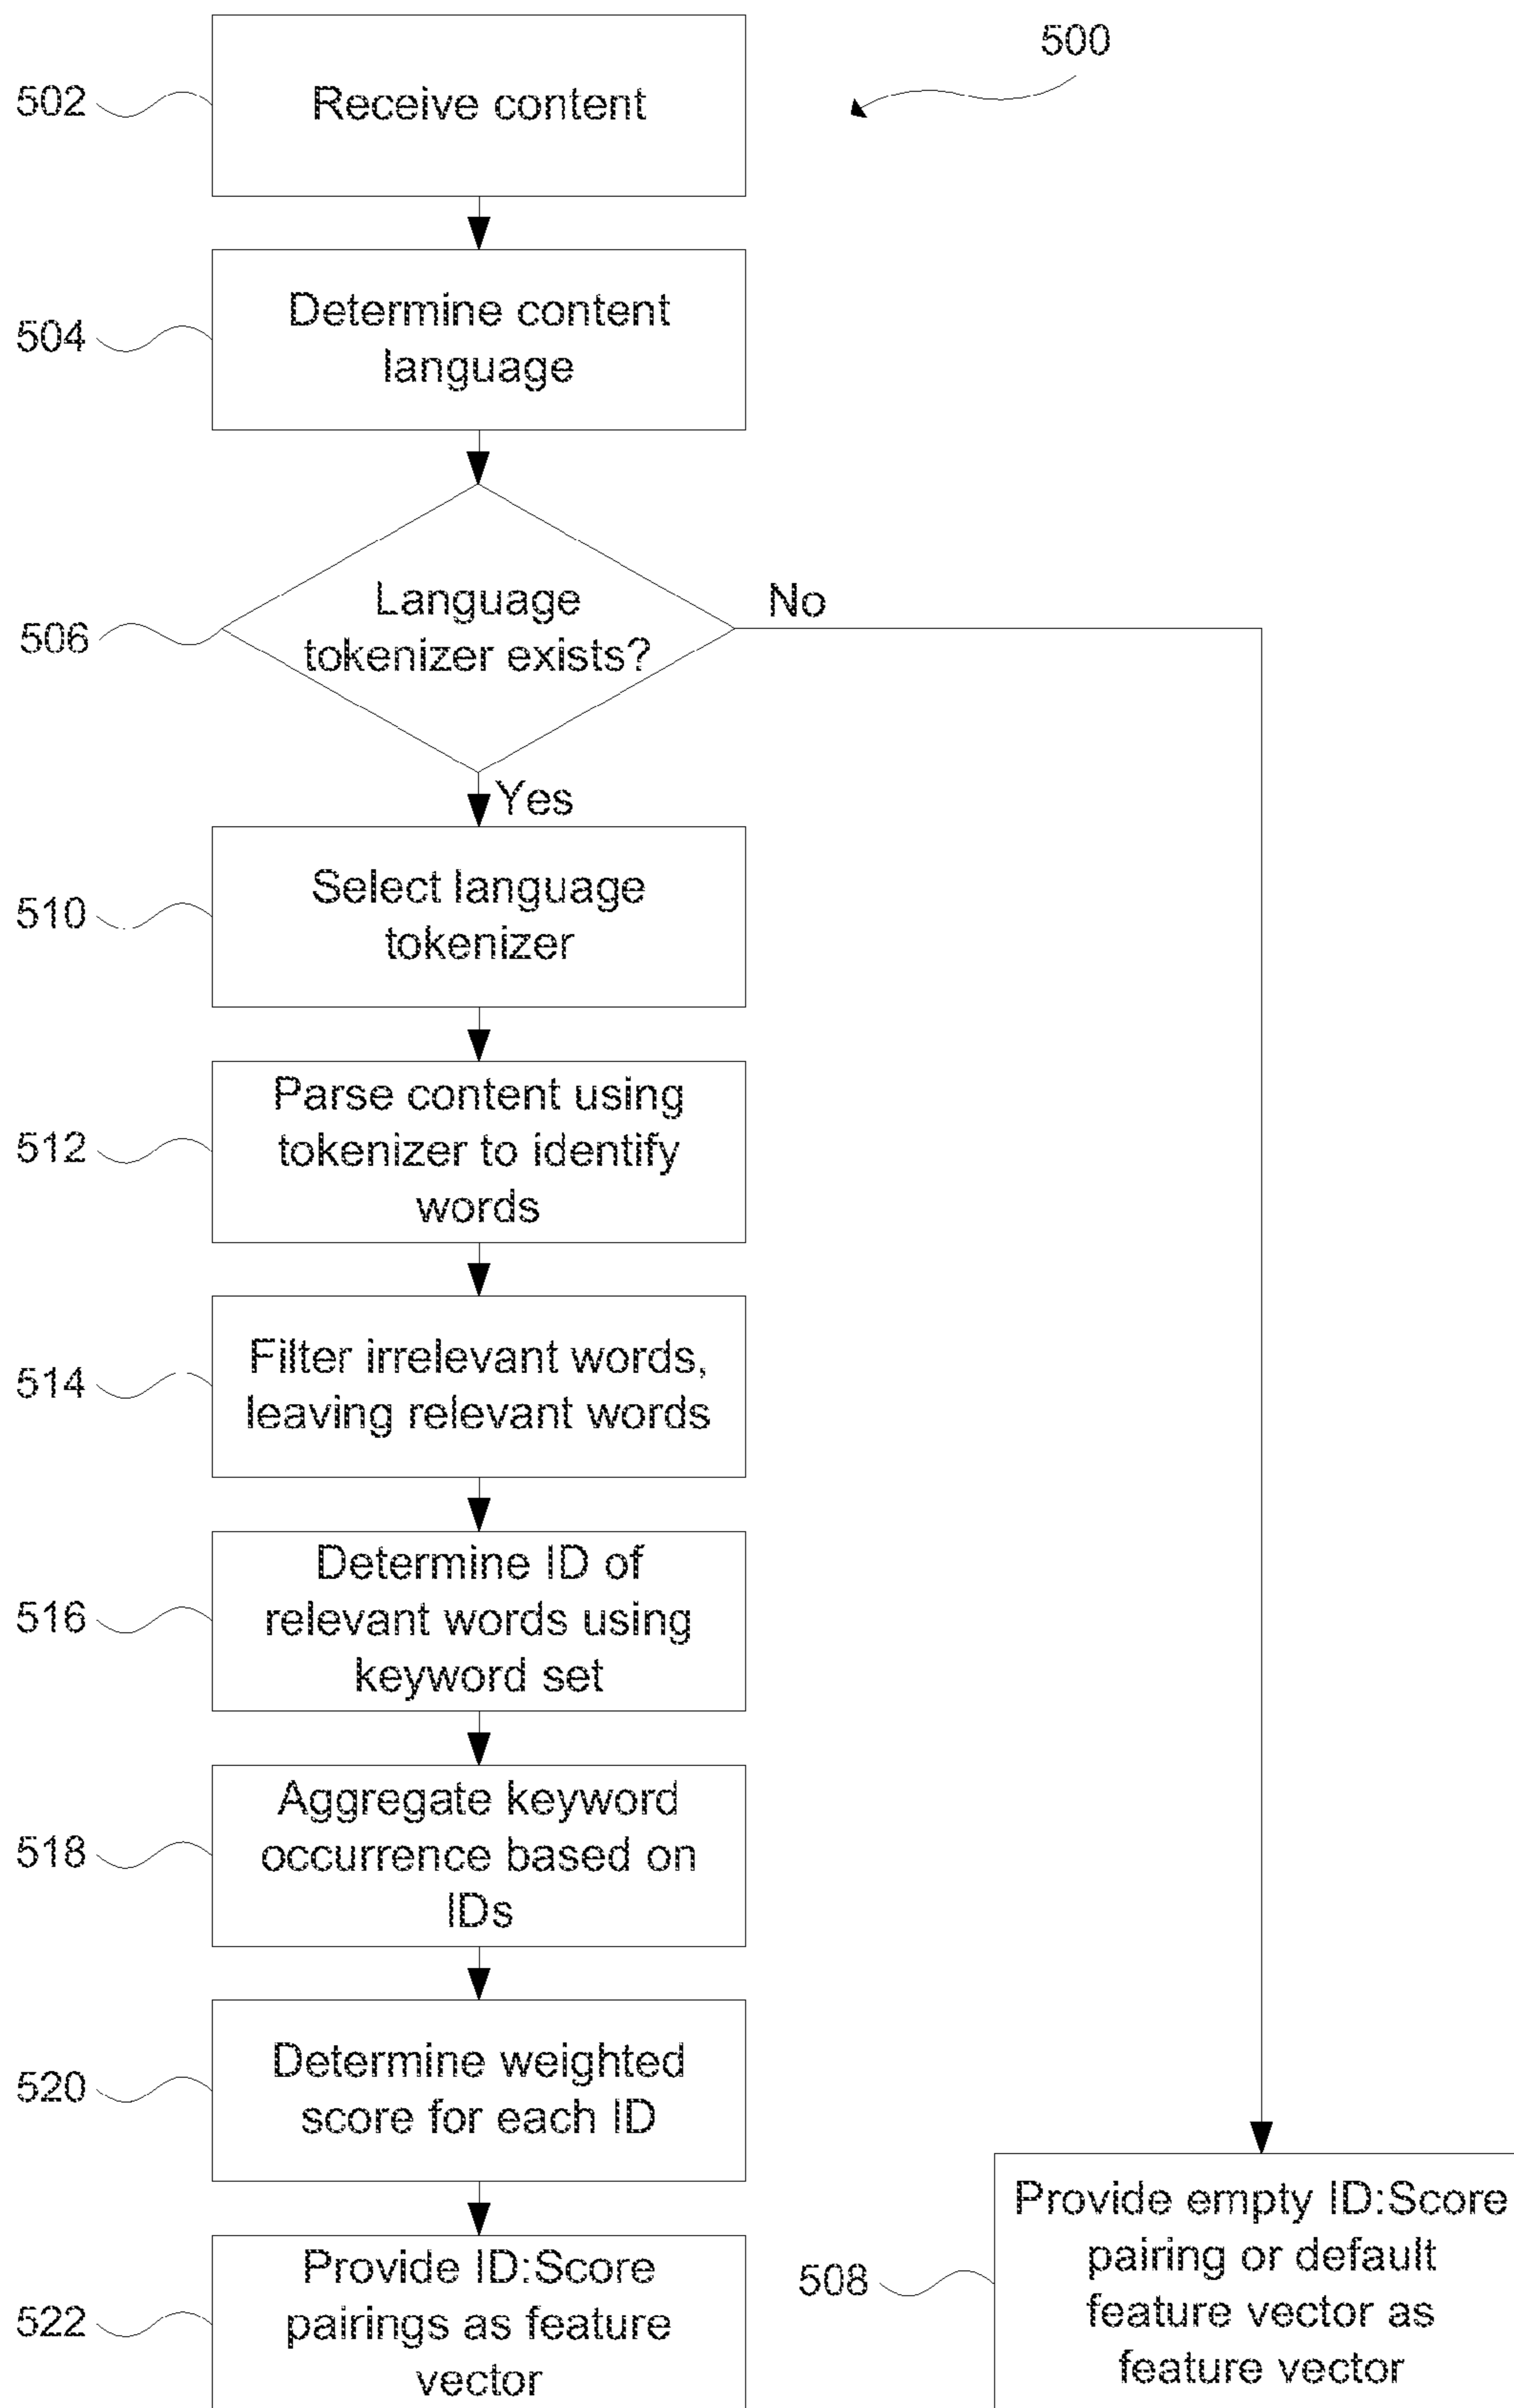 500
502
Receive content
504
Determine content
language
506
Language
tokenizer exists?
No
Yes
510
Select language
tokenizer
512
Parse content using
tokenizer to identify
words
514
Filter irrelevant words,
leaving relevant words
516
Determine ID of
relevant words using
keyword set
518
Aggregate keyword
occurrence based on
IDs
520
Determine weighted
score for each ID
522
Provide ID:Score
pairings as feature
vector
508
Provide empty ID:Score
pairing or default
feature vector as
feature vector